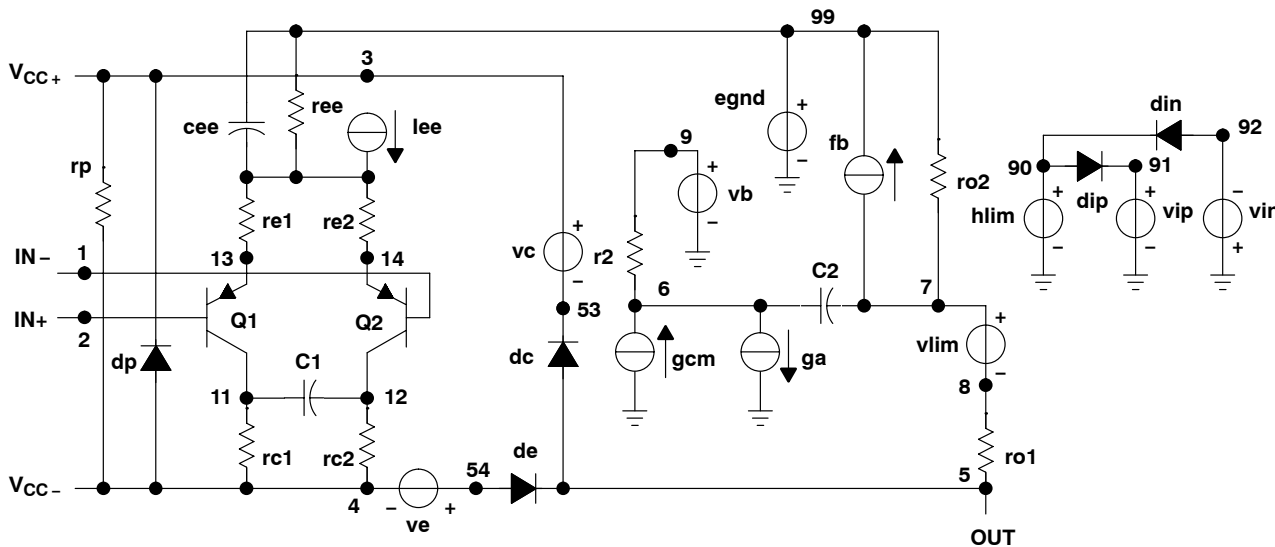 99
3
VCC+
cee
ree
Iee
egnd
din
92
9
fb
rp
vb
90
91
ro2
dip
re1
re2
hlim
vip
vin
IN−
1
vc
r2
13
14
C2
6
7
IN+
2
Q1
Q2
53
dp
C1
dc
gcm
ga
vlim
8
11
12
rc1
rc2
de
ro1
54
VCC−
4
5
ve
OUT
+
−